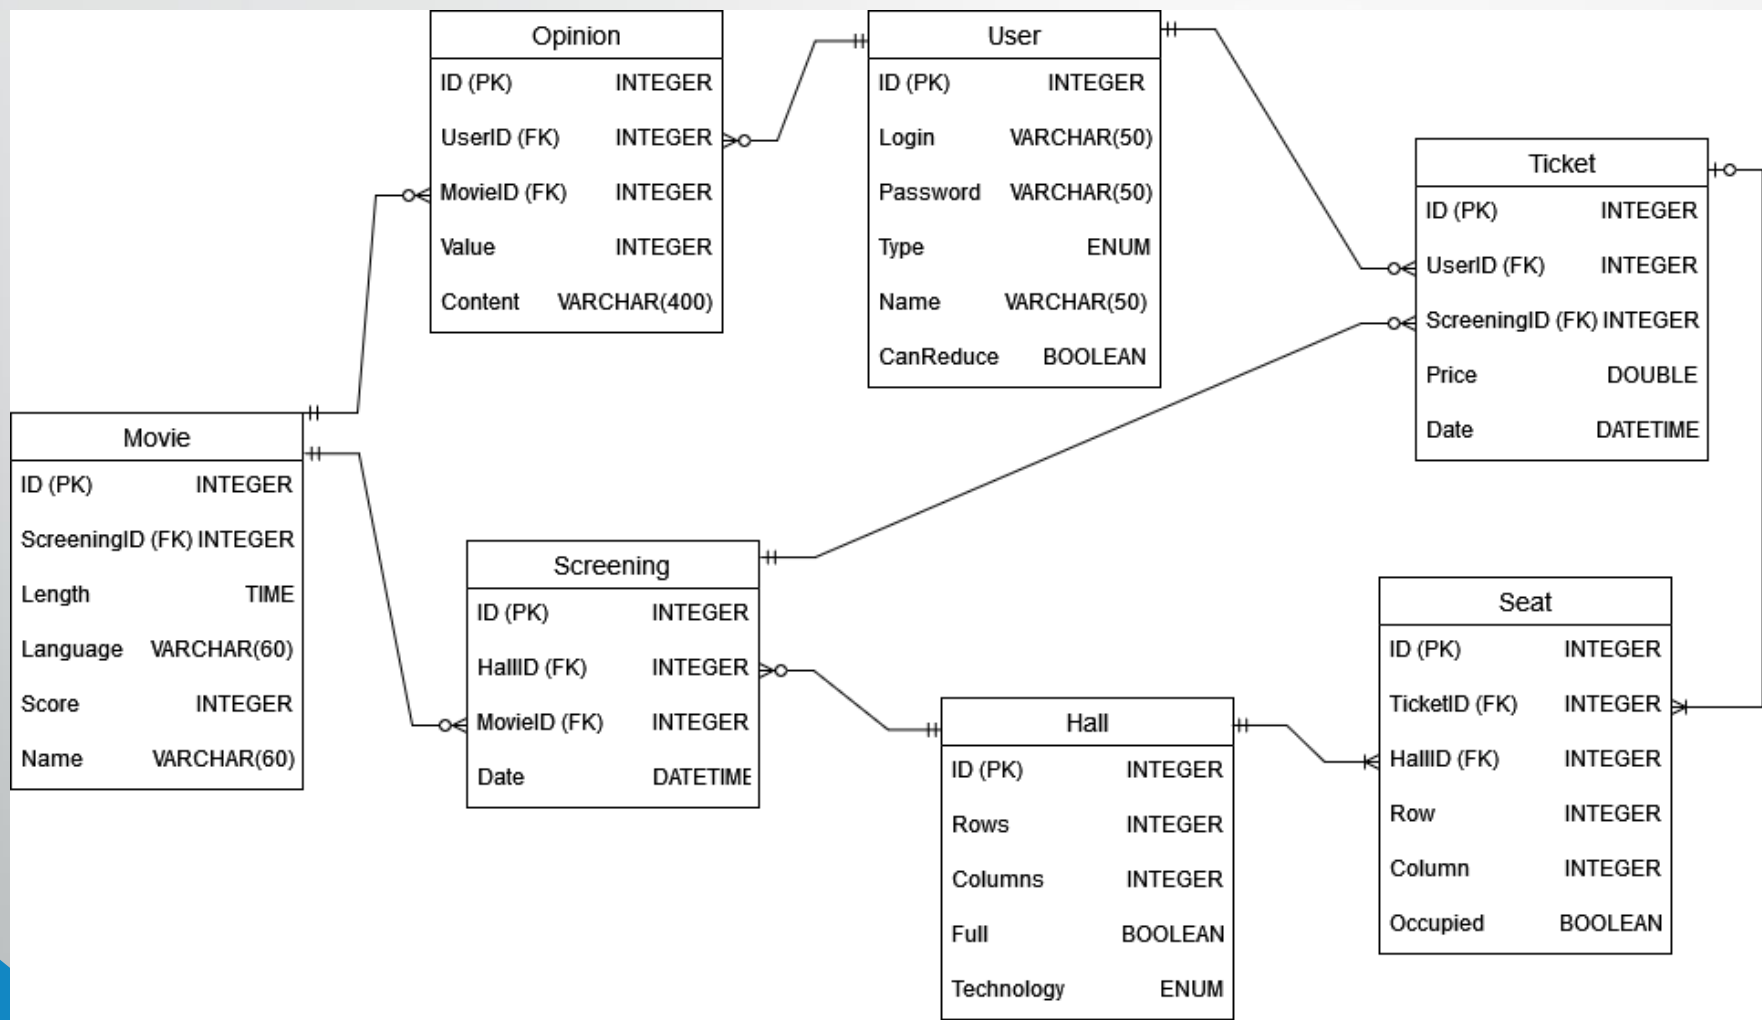 Opinion
ID (PK) INTEGER
UserID (FK) INTEGER
MovieID (FK) INTEGER
Value INTEGER
Content VARCHAR(400)
User
ID (PK) INTEGER
Login VARCHAR(50)
Password VARCHAR(50)
Type ENUM
Name VARCHAR(50)
CanReduce BOOLEAN
Ticket
ID (PK) INTEGER
UserID (FK) INTEGER
ScreeningID (FK) INTEGER
Price DOUBLE
Date DATETIME
Movie
ID (PK) INTEGER
ScreeningID (FK) INTEGER
Length TIME
Language VARCHAR(60)
Score INTEGER
Name VARCHAR(60)
Screening
ID (PK) INTEGER
HallID (FK) INTEGER
MovieID (FK) INTEGER
Date DATETIME
Hall
ID (PK) INTEGER
Rows INTEGER
Columns INTEGER
Full BOOLEAN
Technology ENUM
Seat
ID (PK) INTEGER
TicketID (FK) INTEGER
HallID (FK) INTEGER
Row INTEGER
Column INTEGER
Occupied BOOLEAN